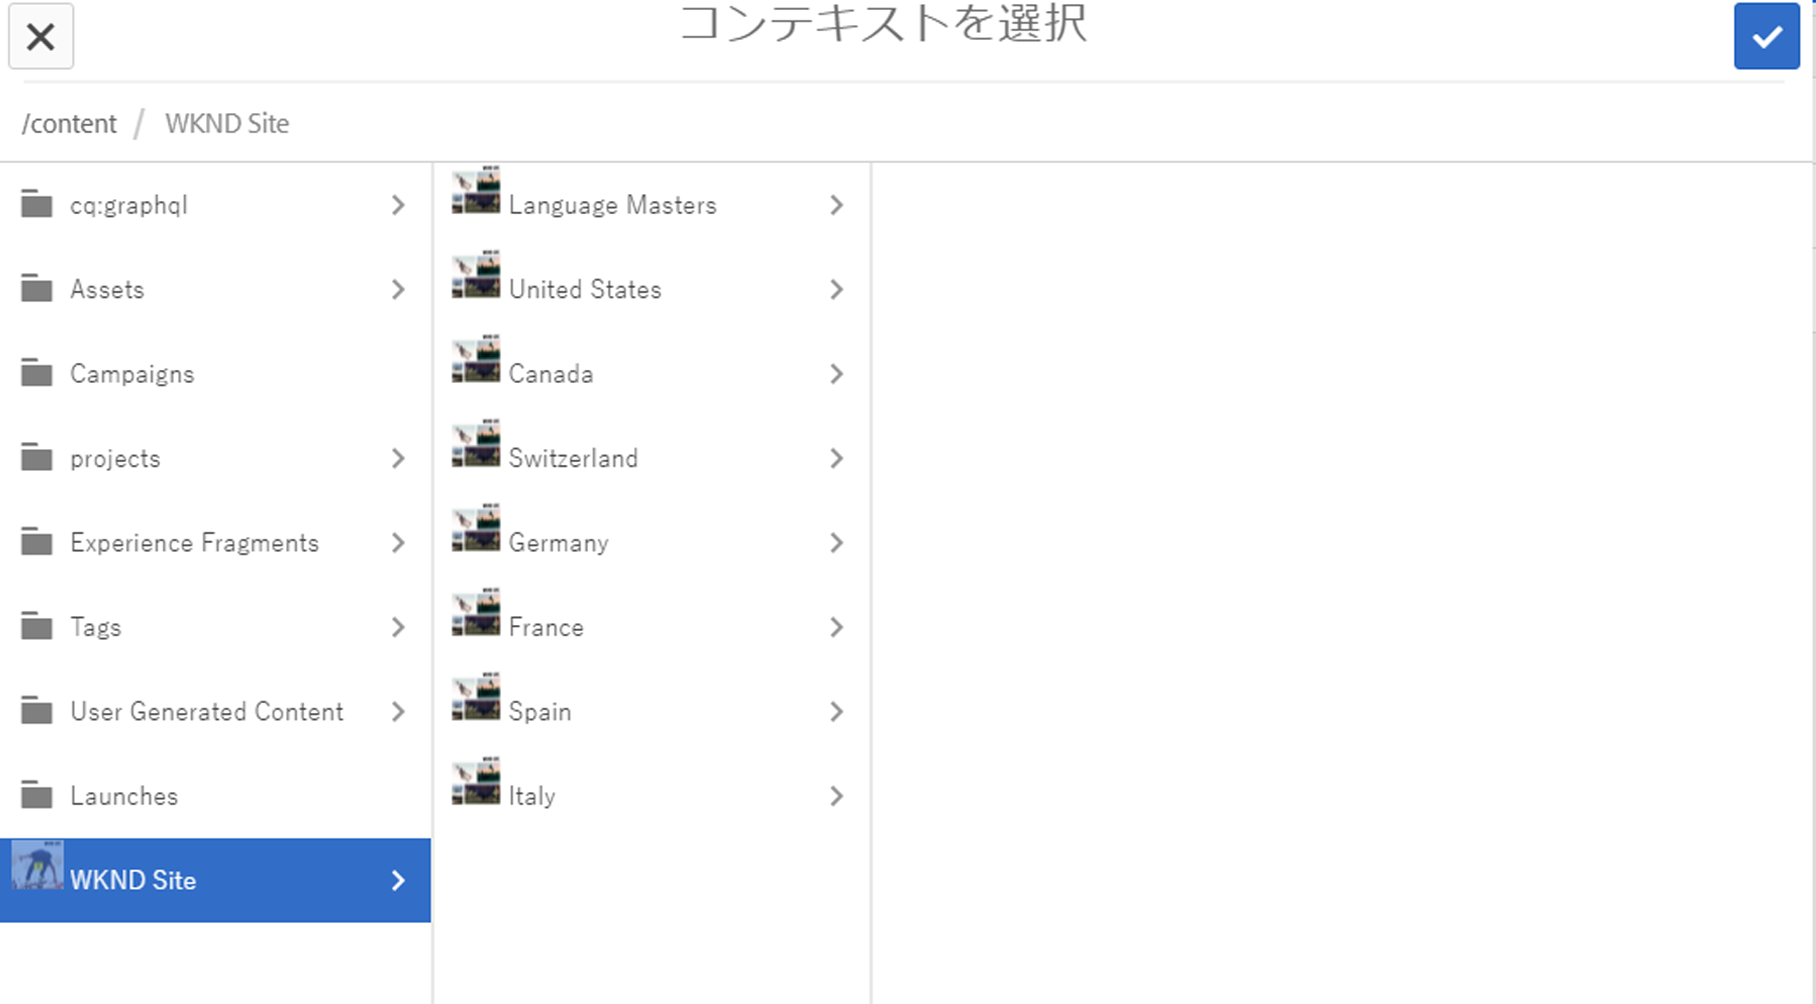 コンテキストを選択
/content / WKND Site
cq:graphql
Assets
Campaigns
projects
Experience Fragments
Tags
User Generated Content
Launches
WKND Site
Language Masters
United States
Canada
Switzerland
Germany
France
Spain
Italy